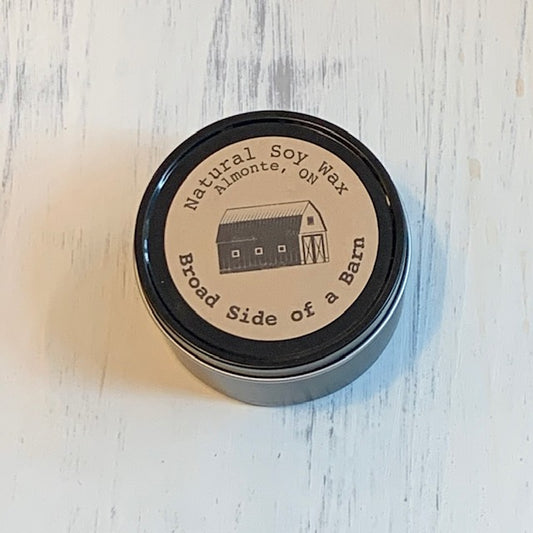 Natural Soy Wax
Almonte, ON
Broad Side of a Barn